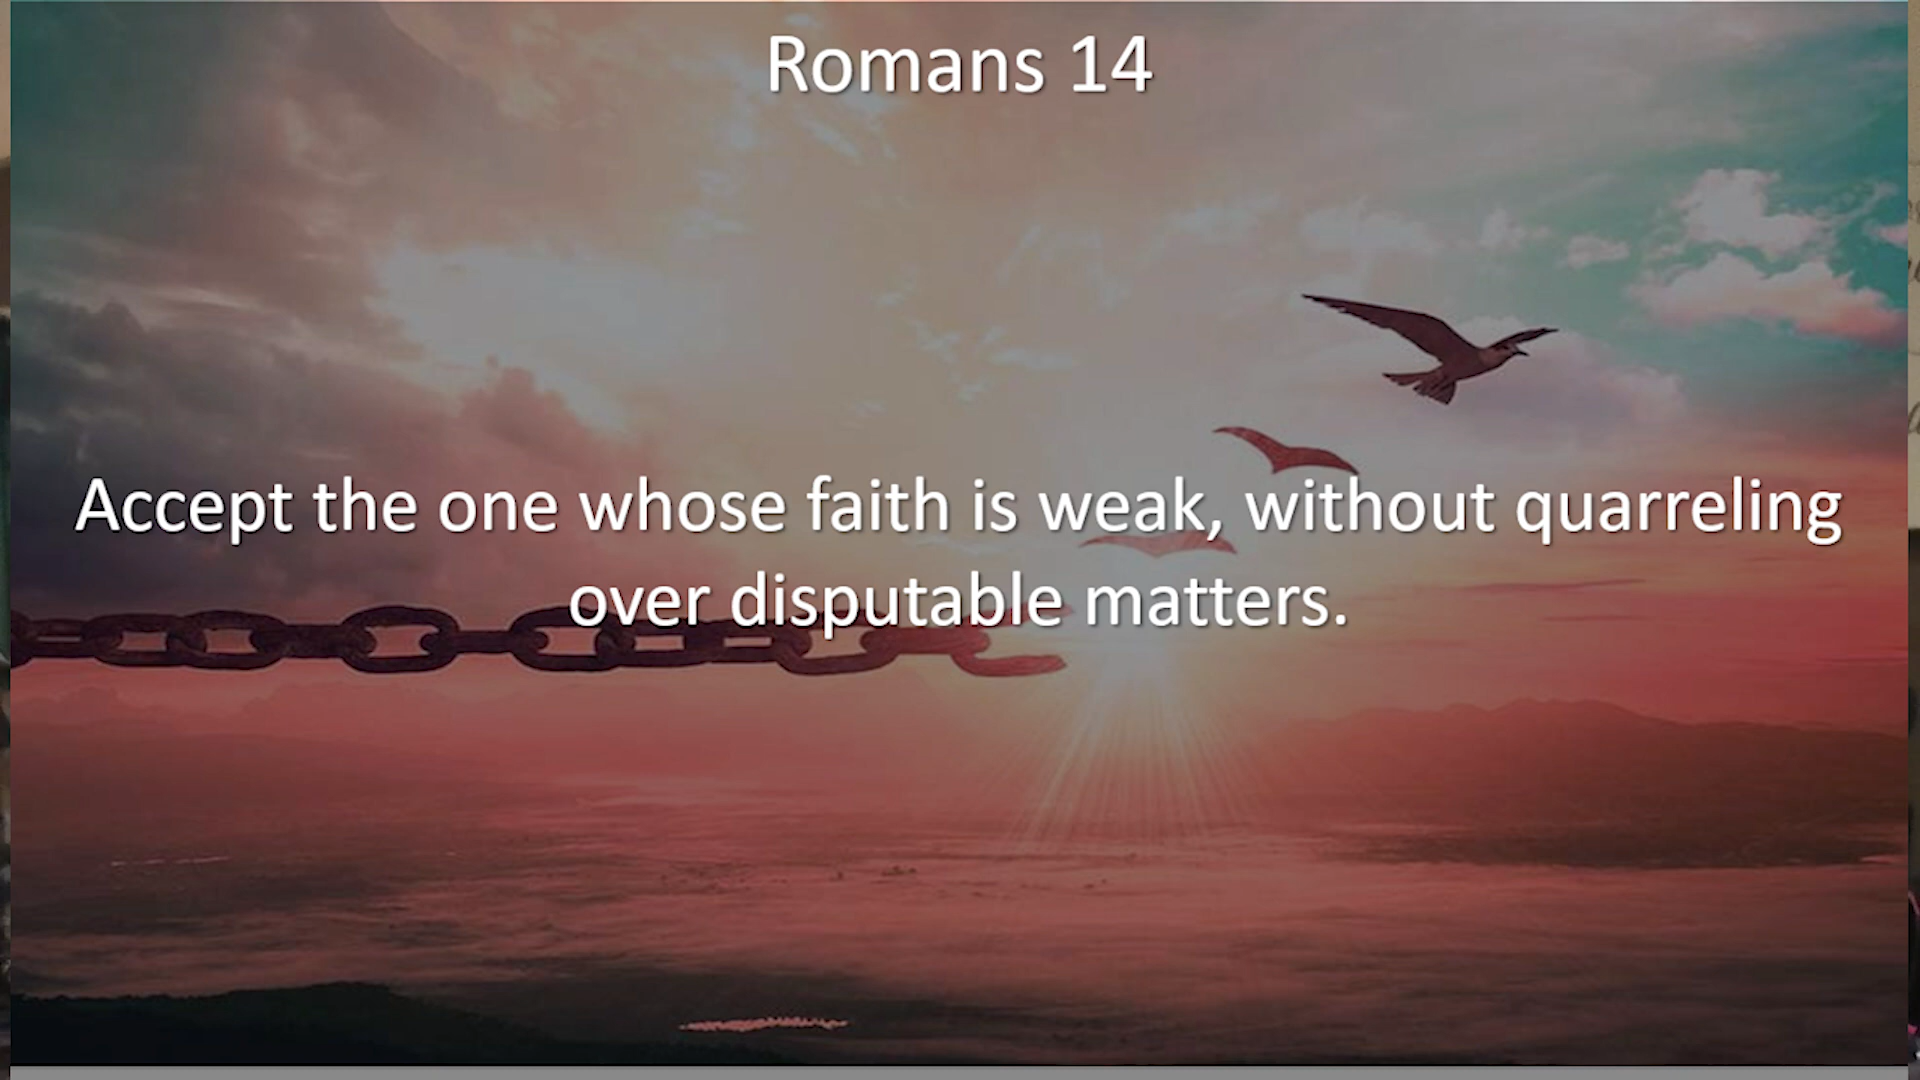 Romans 14
Accept the one whose faith is weak, without quarreling
over disputable matters.